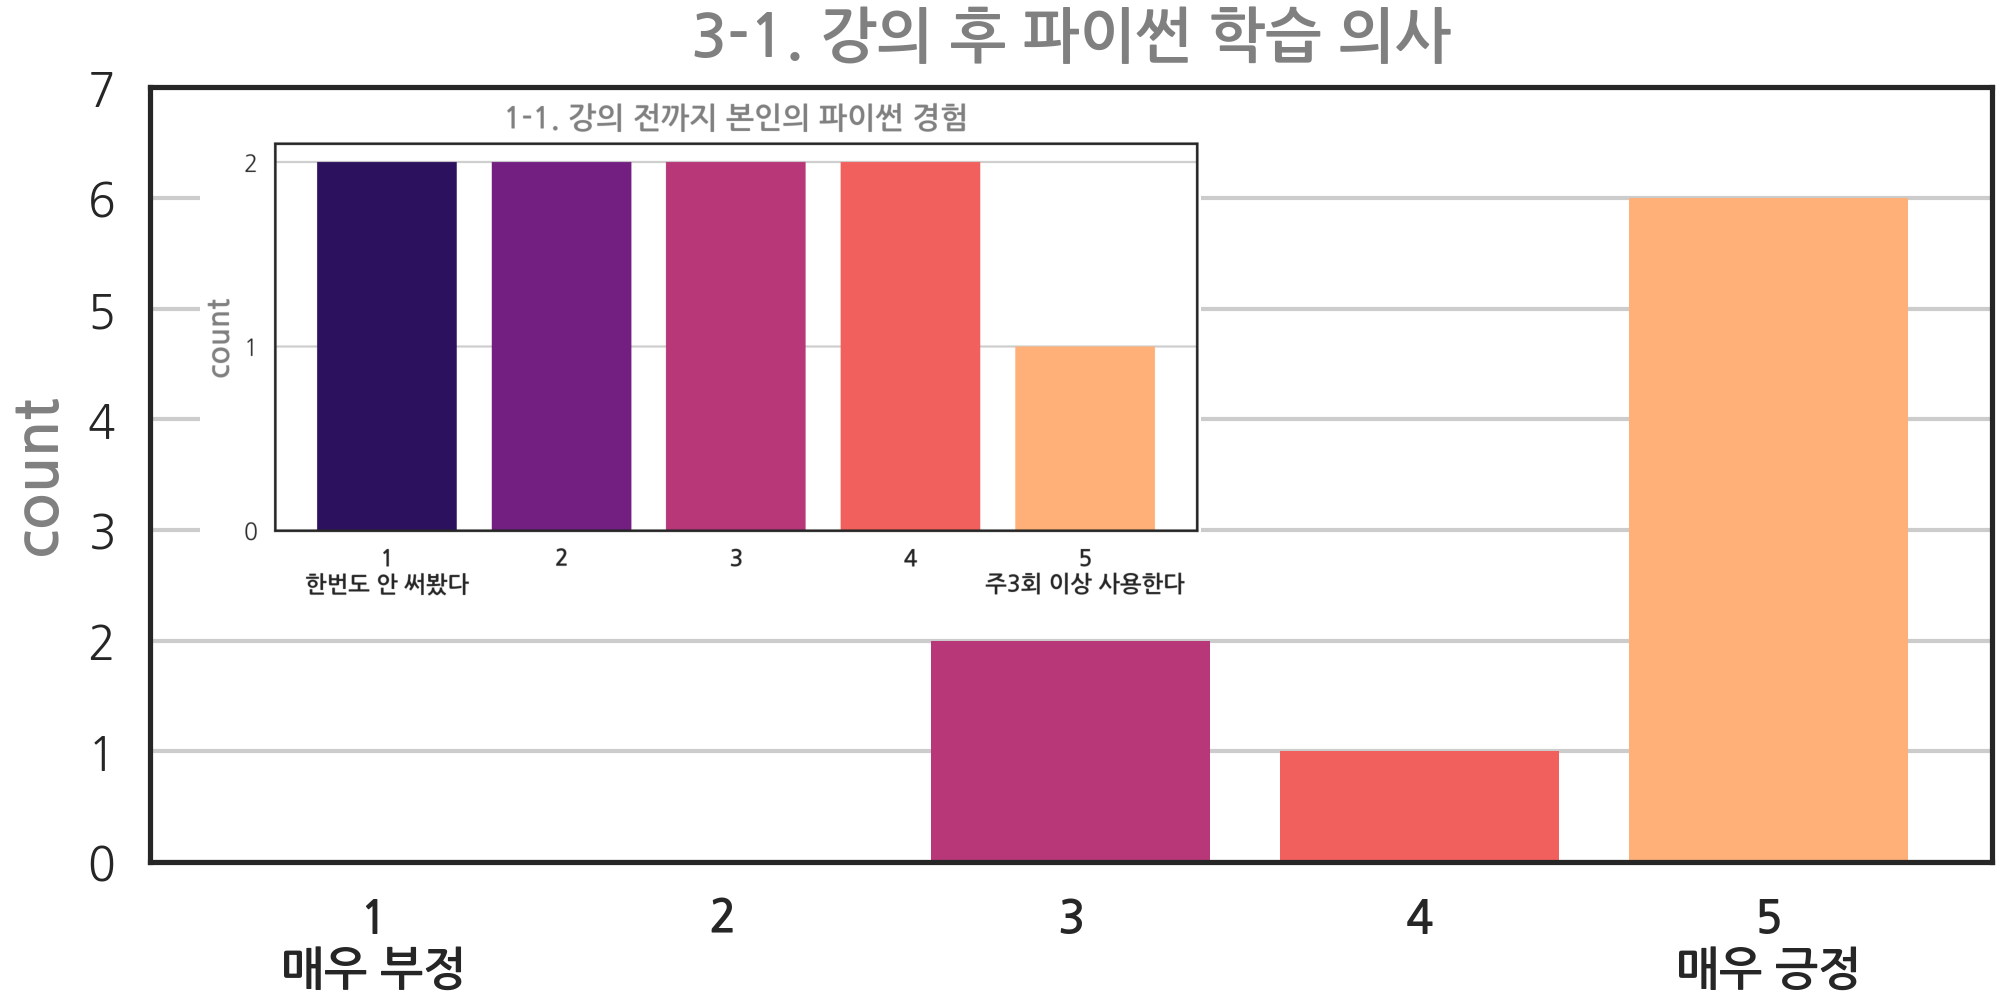 3-1. 강의 후 파이썬 학습 의사
7
6
5
4
3
2
1
0
count
1-1. 강의 전까지 본인의 파이썬 경험
2
1
0
count
1 2 3 4 5
한번도 안 써봤다 주3회 이상 사용한다
1 2 3 4 5
매우 부정 매우 긍정